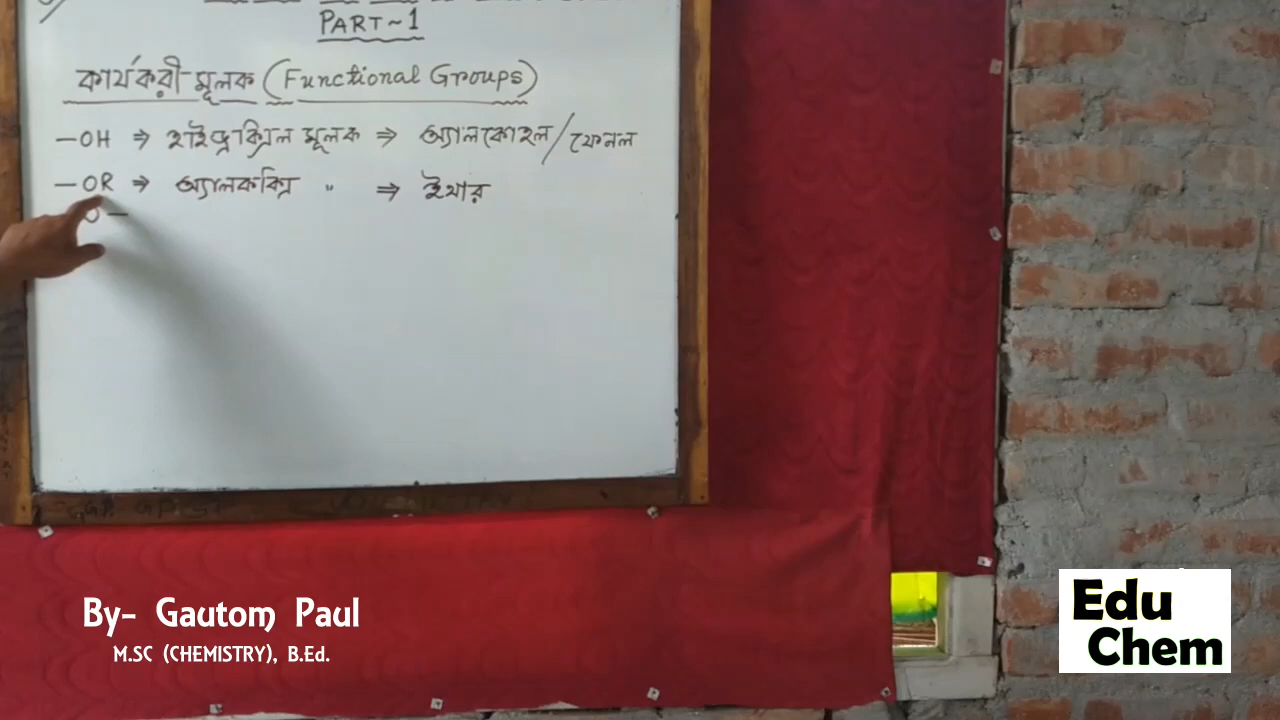 PART~1
কার্যকরী মূলক (Functional Groups)
—OH ⇒ হাইড্রক্সিল মূলক ⇒ অ্যালকোহল/ফেনল
—OR ⇒ অ্যালকক্সি " ⇒ ইথার
By- Gautom Paul
M.SC (CHEMISTRY), B.Ed.
Edu
Chem